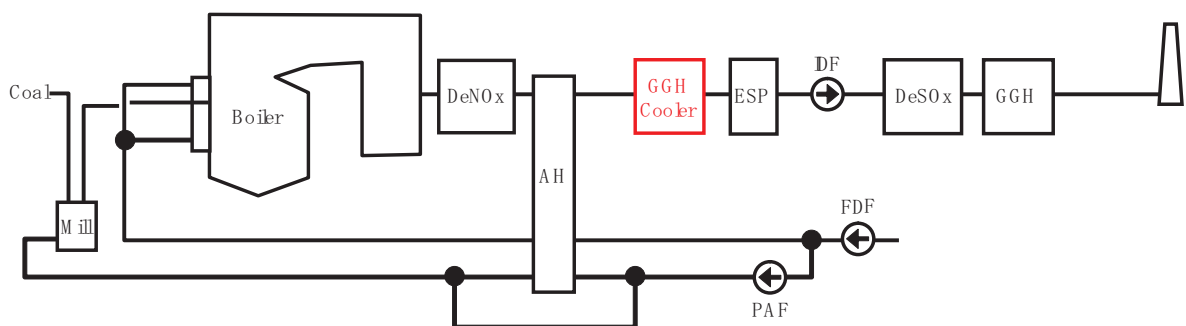 IDF
GGH
Cooler
Coal
DeNOx
ESP
DeSOx
GGH
Boiler
AH
FDF
Mill
PAF